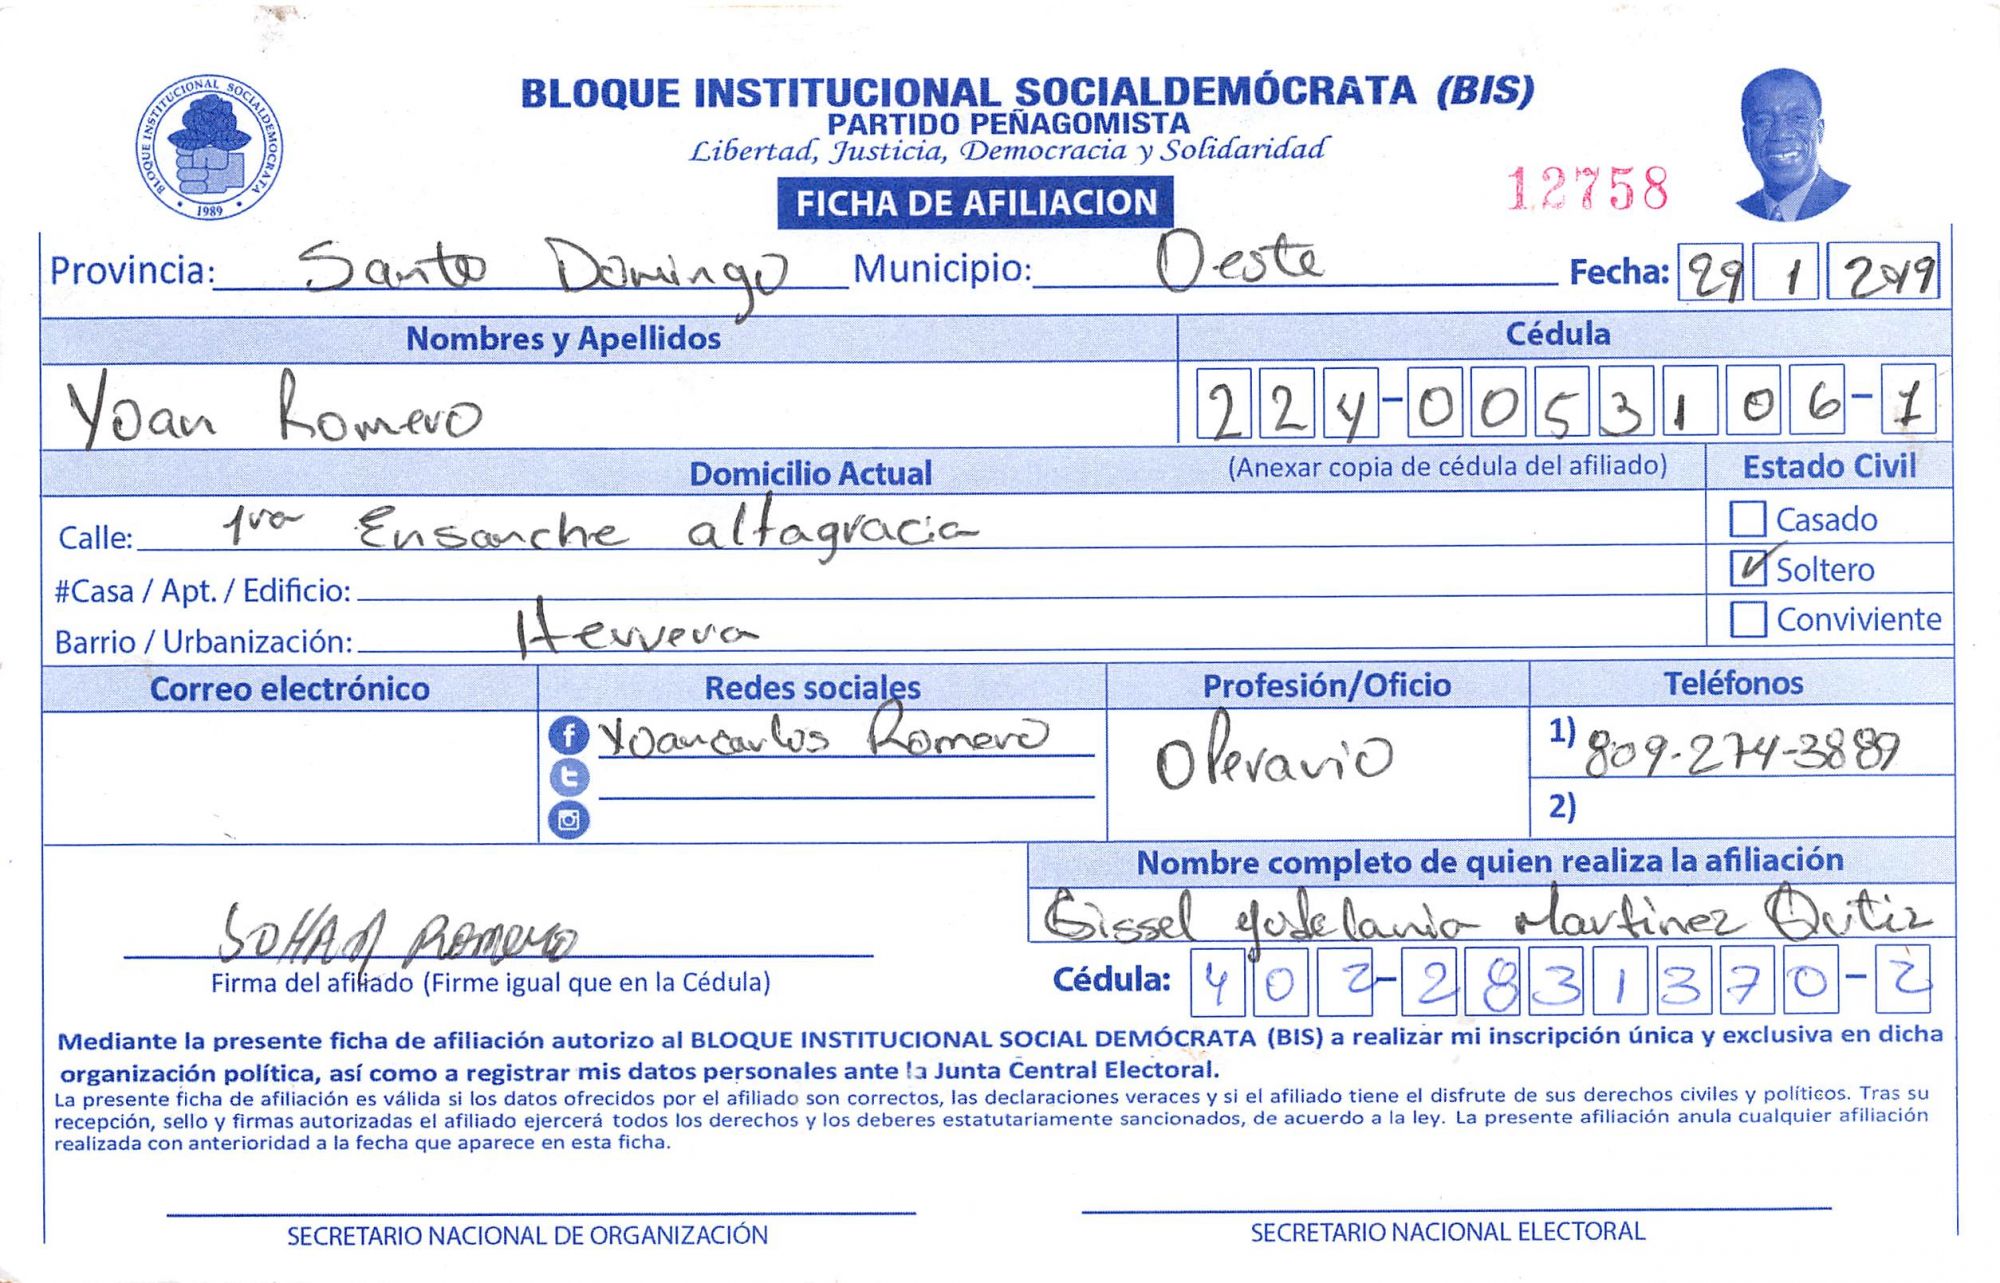 BLOQUE INSTITUCIONAL SOCIALDEMÓCRATA (BIS)
PARTIDO PEÑAGOMISTA
Libertad, Justicia, Democracia y Solidaridad
BLOQUE INSTITUCIONAL SOCIALDEMOCRATA
1989
12758
FICHA DE AFILIACION
Provincia: Santo Domingo Municipio: Oeste Fecha: 29 1 2019
Nombres y Apellidos Cédula
Yoan Romero 224-0053106-1
Domicilio Actual (Anexar copia de cédula del afiliado) Estado Civil
Calle: 1ra Ensanche altagracia Casado
#Casa / Apt. / Edificio: Soltero
Barrio / Urbanización: Herrera Conviviente
Correo electrónico Redes sociales Profesión/Oficio Teléfonos
Yoancarlos Romero Operario 1) 809-274-3889
2)
Nombre completo de quien realiza la afiliación
Gissel Martinez
Romero
Firma del afiliado (Firme igual que en la Cédula) Cédula: 402-2831370-2
Mediante la presente ficha de afiliación autorizo al BLOQUE INSTITUCIONAL SOCIAL DEMÓCRATA (BIS) a realizar mi inscripción única y exclusiva en dicha
organización política, así como a registrar mis datos personales ante la Junta Central Electoral.
La presente ficha de afiliación es válida si los datos ofrecidos por el afiliado son correctos, las declaraciones veraces y si el afiliado tiene el disfrute de sus derechos civiles y políticos. Tras su
recepción, sello y firmas autorizadas el afiliado ejercerá todos los derechos y los deberes estatutariamente sancionados, de acuerdo a la ley. La presente afiliación anula cualquier afiliación
realizada con anterioridad a la fecha que aparece en esta ficha.
SECRETARIO NACIONAL DE ORGANIZACIÓN SECRETARIO NACIONAL ELECTORAL